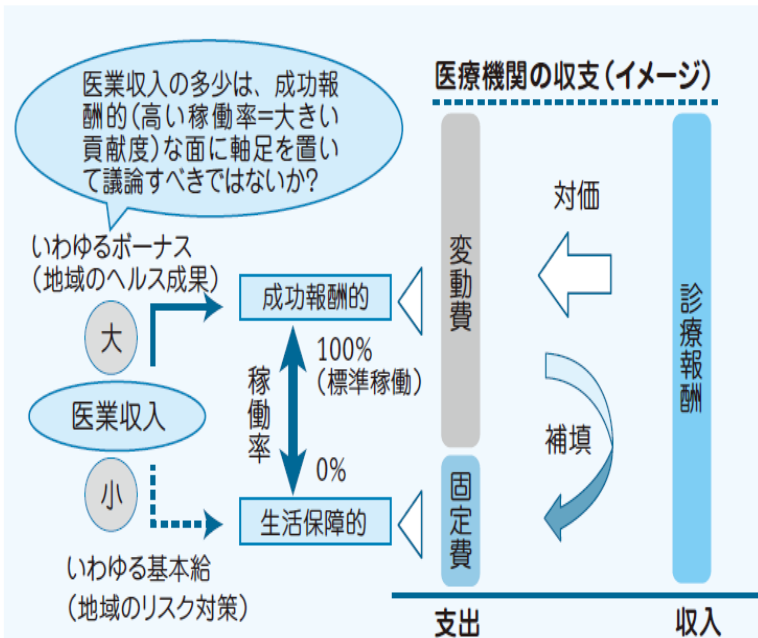 医療機関の収支(イメージ)
医業収入の多少は、成功報
酬的(高い稼働率=大きい
貢献度)な面に軸足を置い
て議論すべきではないか?
いわゆるボーナス
(地域のヘルス成果)
大
医業収入
小
いわゆる基本給
(地域のリスク対策)
成功報酬的
100%
(標準稼働)
稼働率
0%
生活保障的
変動費
固定費
対価
補填
診療報酬
支出
収入